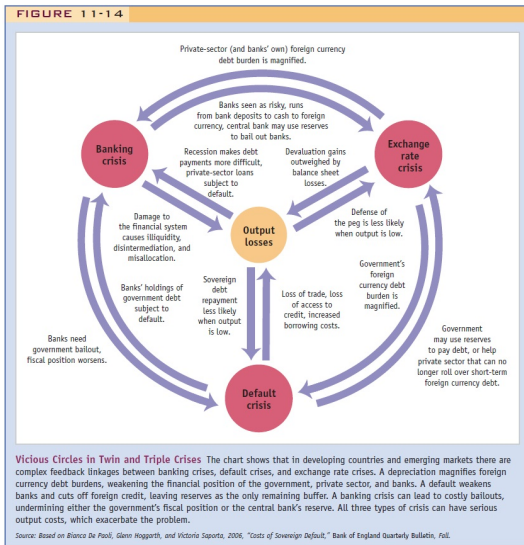 FIGURE 11-14
Private-sector (and banks' own) foreign currency
debt burden is magnified.
Banks seen as risky, runs
from bank deposits to cash to foreign
currency, central bank may use reserves
to bail out banks.
Banking
crisis
Exchange
rate
crisis
Recession makes debt
payments more difficult,
private-sector loans
subject to
default.
Devaluation gains
outweighed by
balance sheet
losses.
Damage to
the financial system
causes illiquidity,
disintermediation, and
misallocation.
Output
losses
Defense of
the peg is less likely
when output is low.
Banks' holdings of
government debt
subject to
default.
Sovereign
debt
repayment
less likely
when output
is low.
Loss of trade, loss
of access to
credit, increased
borrowing costs.
Government's
foreign
currency debt
burden is
magnified.
Banks need
government bailout,
fiscal position worsens.
Government
may use reserves
to pay debt, or help
private sector that can no
longer roll over short-term
foreign currency debt.
Default
crisis
Vicious Circles in Twin and Triple Crises The chart shows that in developing countries and emerging markets there are
complex feedback linkages between banking crises, default crises, and exchange rate crises. A depreciation magnifies foreign
currency debt burdens, weakening the financial position of the government, private sector, and banks. A default weakens
banks and cuts off foreign credit, leaving reserves as the only remaining buffer. A banking crisis can lead to costly bailouts,
undermining either the government's fiscal position or the central bank's reserve. All three types of crisis can have serious
output costs, which exacerbate the problem.
Source: Based on Bianca De Paoli, Glenn Hoggarth, and Victoria Saporta, 2006, "Costs of Sovereign Default," Bank of England Quarterly Bulletin, Fall.